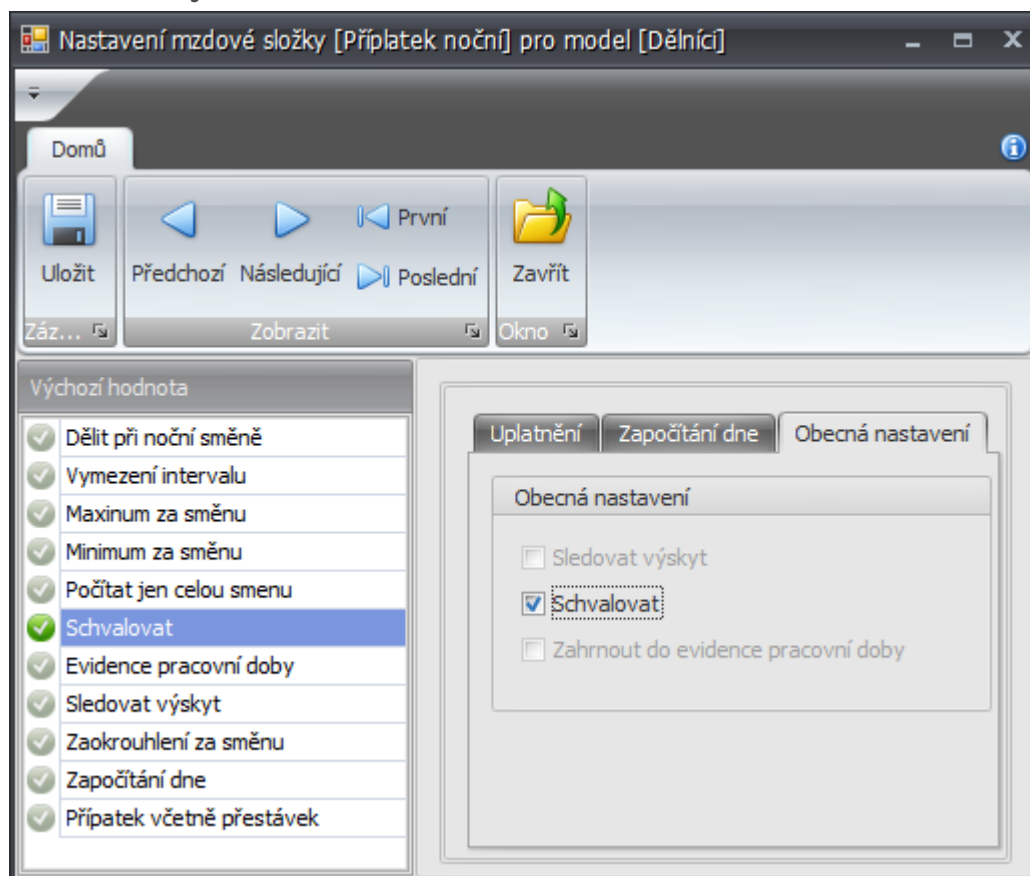 Nastavení mzdové složky [Příplatek noční] pro model [Dělníci]
Domů
Uložit
Předchozí
Následující
První
Poslední
Zavřít
Záz...
Zobrazit
Okno
Výchozí hodnota
Dělit při noční směně
Vymezení intervalu
Maxinum za směnu
Minimum za směnu
Počítat jen celou smenu
Schvalovat
Evidence pracovní doby
Sledovat výskyt
Zaokrouhlení za směnu
Započítání dne
Přípatek včetně přestávek
Uplatnění
Započítání dne
Obecná nastavení
Obecná nastavení
Sledovat výskyt
Schvalovat
Zahrnout do evidence pracovní doby